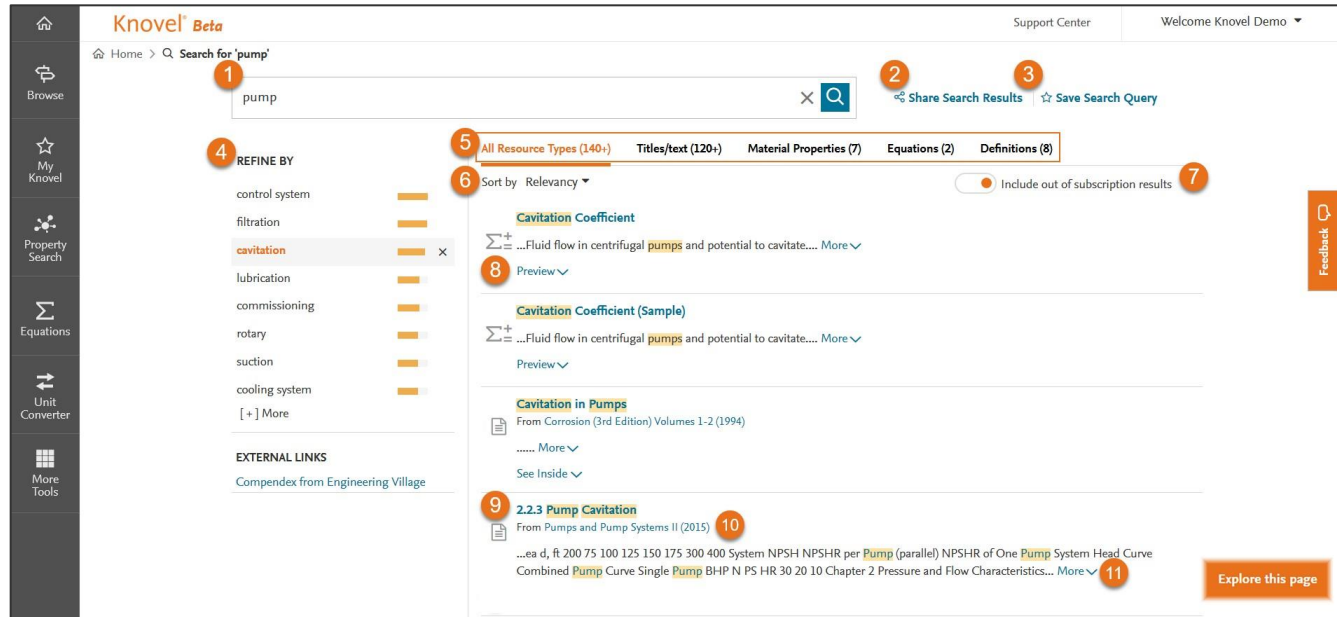 Knovel® Beta
Support Center
Welcome Knovel Demo
Home > Search for 'pump'
Browse
My
Knovel
Property
Search
Equations
Unit
Converter
More
Tools
1
pump
2
Share Search Results
3
Save Search Query
4
REFINE BY
control system
filtration
cavitation
lubrication
commissioning
rotary
suction
cooling system
[+] More
EXTERNAL LINKS
Compendex from Engineering Village
5
All Resource Types (140+) Titles/text (120+) Material Properties (7) Equations (2) Definitions (8)
6
Sort by Relevancy
Include out of subscription results
7
Cavitation Coefficient
...Fluid flow in centrifugal pumps and potential to cavitate.... More
8
Preview
Cavitation Coefficient (Sample)
...Fluid flow in centrifugal pumps and potential to cavitate.... More
Preview
Cavitation in Pumps
From Corrosion (3rd Edition) Volumes 1-2 (1994)
...... More
See Inside
9
2.2.3 Pump Cavitation
From Pumps and Pump Systems II (2015)
10
...ea d, ft 200 75 100 125 150 175 300 400 System NPSH NPSHR per Pump (parallel) NPSHR of One Pump System Head Curve
Combined Pump Curve Single Pump BHP N PS HR 30 20 10 Chapter 2 Pressure and Flow Characteristics... More
11
Feedback
Explore this page